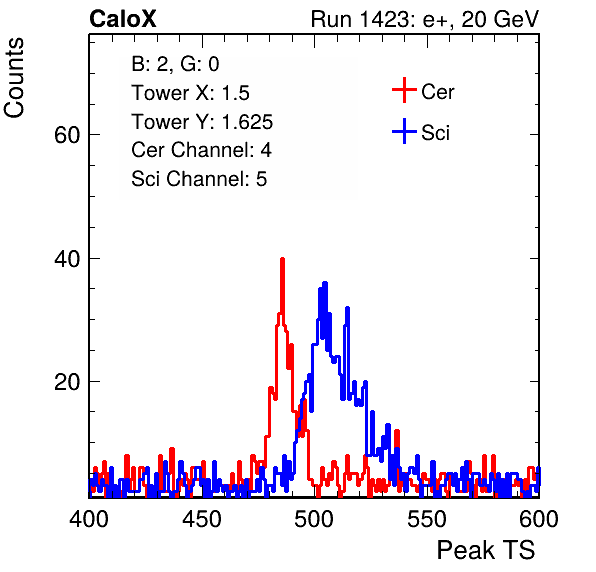 CaloX Run 1423: e+, 20 GeV
Counts
B: 2, G: 0
Tower X: 1.5
Tower Y: 1.625
Cer Channel: 4
Sci Channel: 5
Cer
Sci
60
40
20
400 450 500 550 600
Peak TS